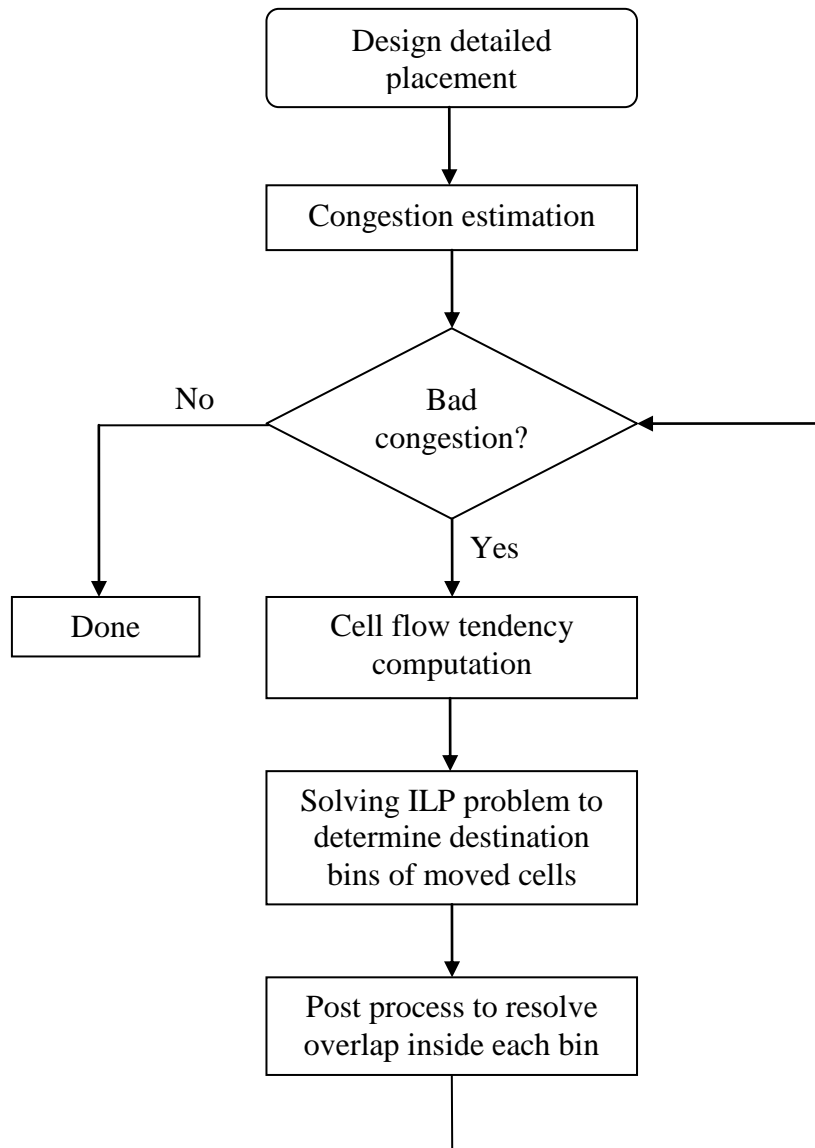 Design detailed
placement
Congestion estimation
Bad
congestion?
No
Yes
Done
Cell flow tendency
computation
Solving ILP problem to
determine destination
bins of moved cells
Post process to resolve
overlap inside each bin